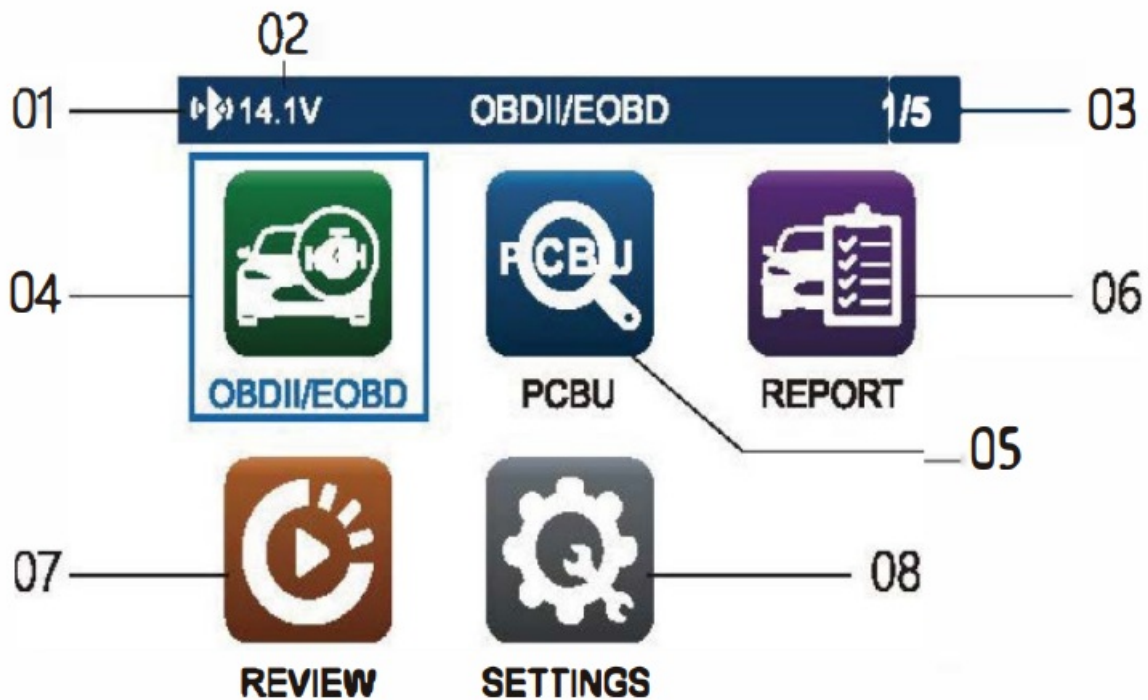 02
01 14.1V OBDII/EOBD 1/5 03
PCBU
04 06
OBDII/EOBD PCBU REPORT
05
07 08
REVIEW SETTINGS